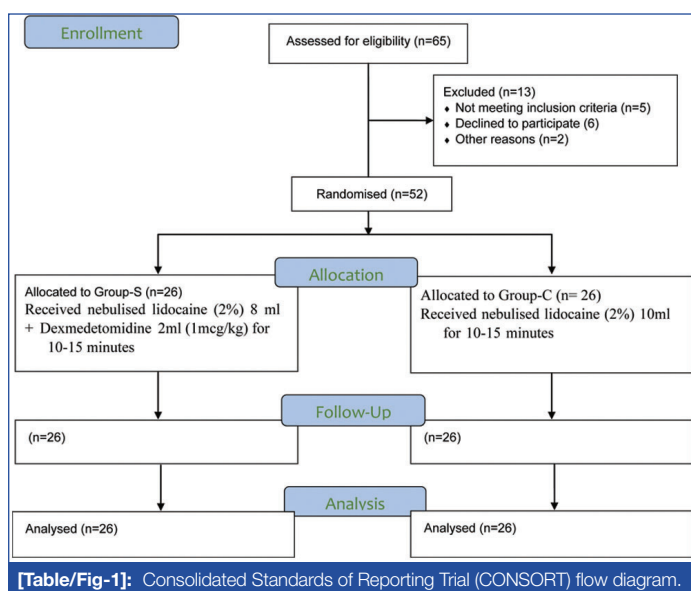 Enrollment
Assessed for eligibility (n=65)
Excluded (n=13)
♦ Not meeting inclusion criteria (n=5)
♦ Declined to participate (6)
♦ Other reasons (n=2)
Randomised (n=52)
Allocation
Allocated to Group-S (n=26)
Received nebulised lidocaine (2%) 8 ml
+ Dexmedetomidine 2ml (1mcg/kg) for
10-15 minutes
Allocated to Group-C (n= 26)
Received nebulised lidocaine (2%) 10ml
for 10-15 minutes
Follow-Up
(n=26)
(n=26)
Analysis
Analysed (n=26)
Analysed (n=26)
[Table/Fig-1]: Consolidated Standards of Reporting Trial (CONSORT) flow diagram.